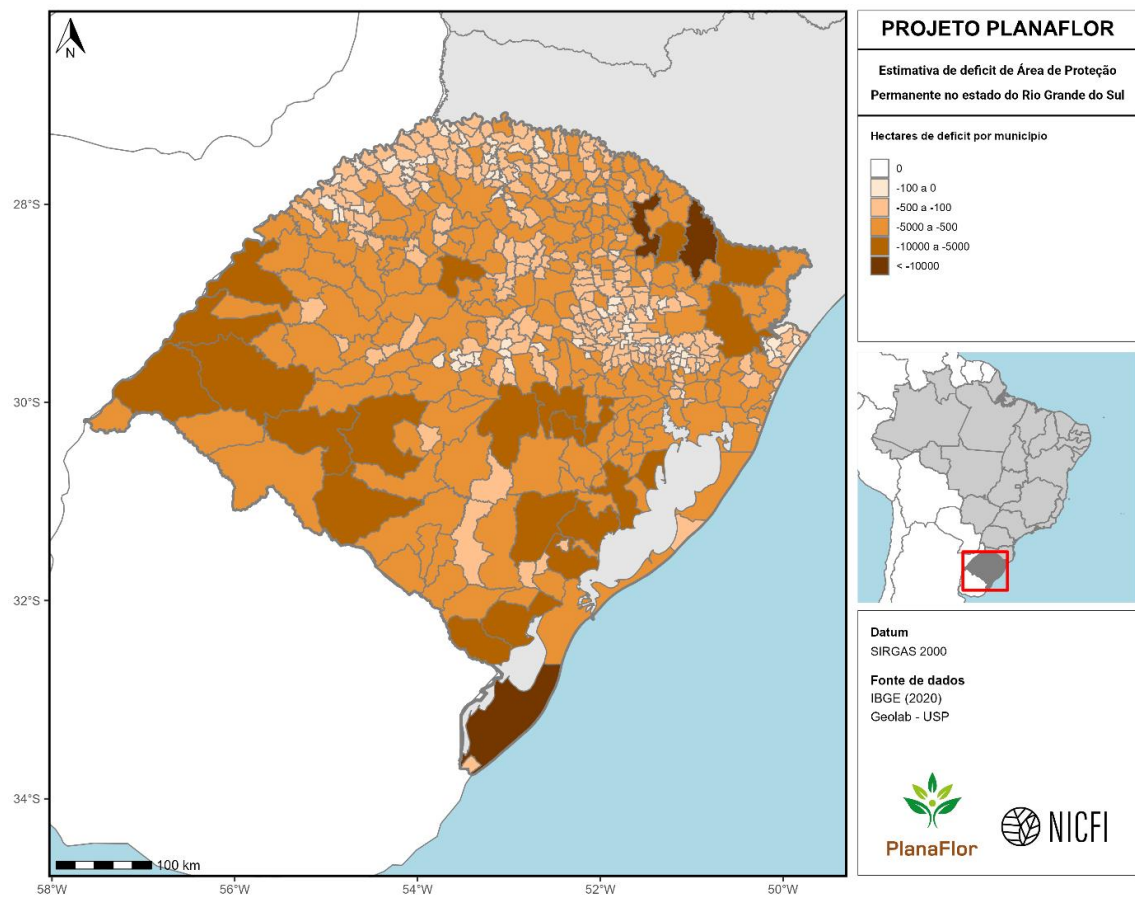 N
28°S
30°S
32°S
34°S
58°W
56°W
54°W
52°W
50°W
100 km
PROJETO PLANAFLOR
Estimativa de deficit de Área de Proteção
Permanente no estado do Rio Grande do Sul
Hectares de deficit por município
0
-100 a 0
-500 a -100
-5000 a -500
-10000 a -5000
< -10000
Datum
SIRGAS 2000
Fonte de dados
IBGE (2020)
Geolab - USP
PlanaFlor
NICFI